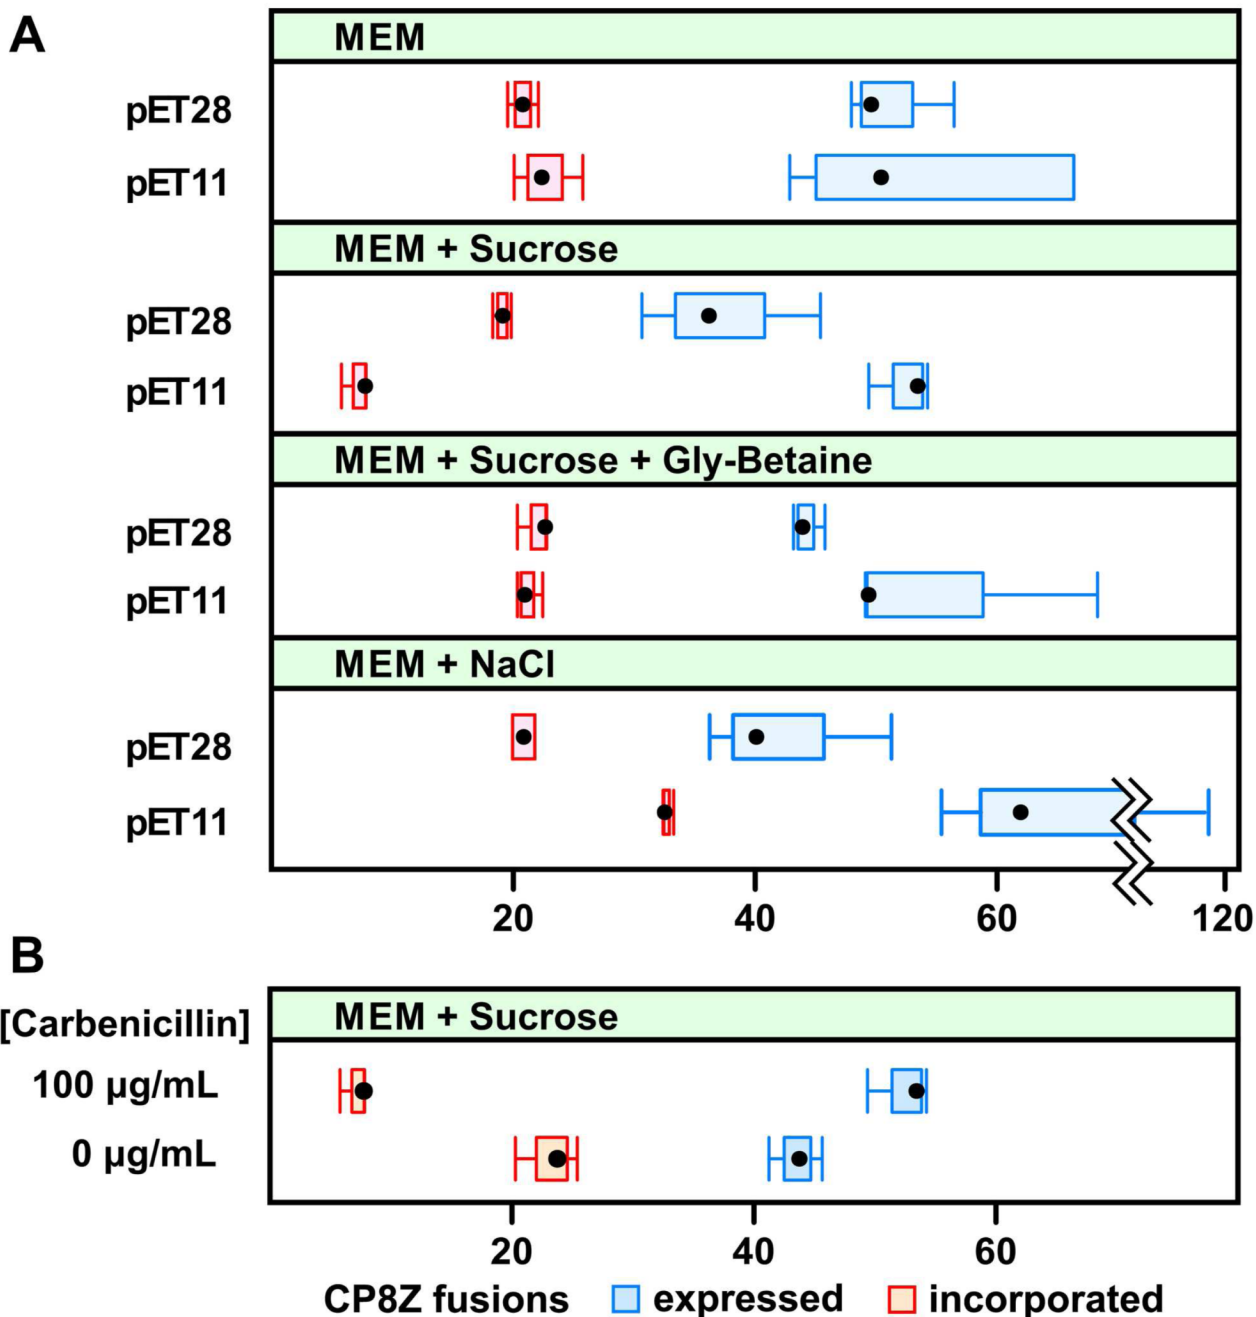 A
MEM
pET28
pET11
MEM + Sucrose
pET28
pET11
MEM + Sucrose + Gly-Betaine
pET28
pET11
MEM + NaCl
pET28
pET11
20 40 60 120
B
[Carbenicillin]
MEM + Sucrose
100 µg/mL
0 µg/mL
20 40 60
CP8Z fusions expressed incorporated